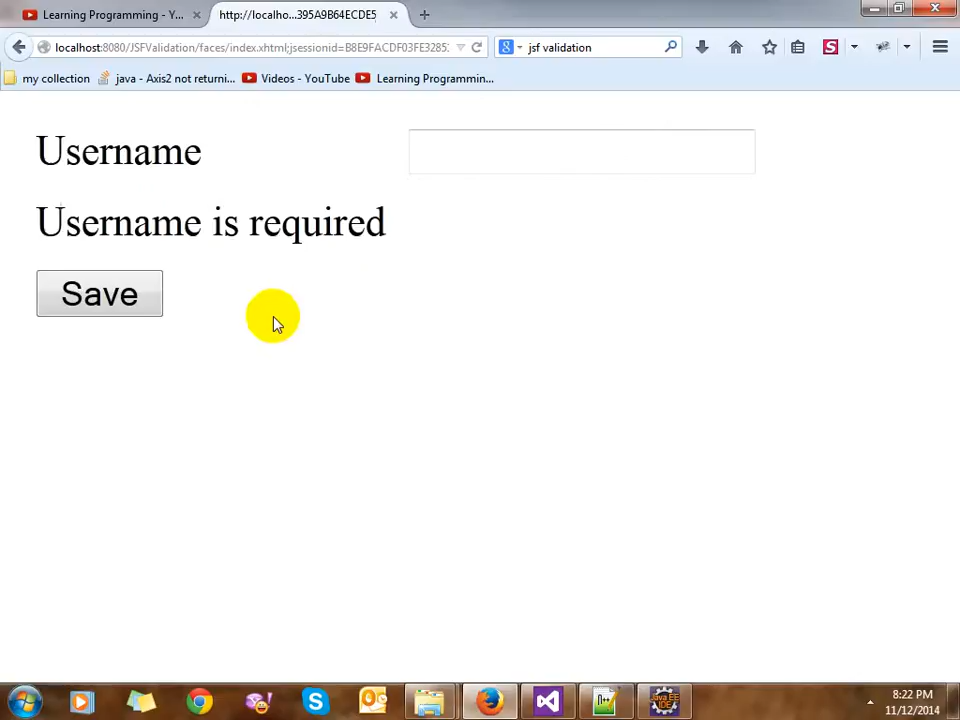 Learning Programming - Y...
http://localho...395A9B64ECDE5
localhost:8080/JSFValidation/faces/index.xhtml;jsessionid=B8E9FACDF03FE3285
jsf validation
my collection
java - Axis2 not returni...
Videos - YouTube
Learning Programmin...
Username
Username is required
Save
8:22 PM
11/12/2014